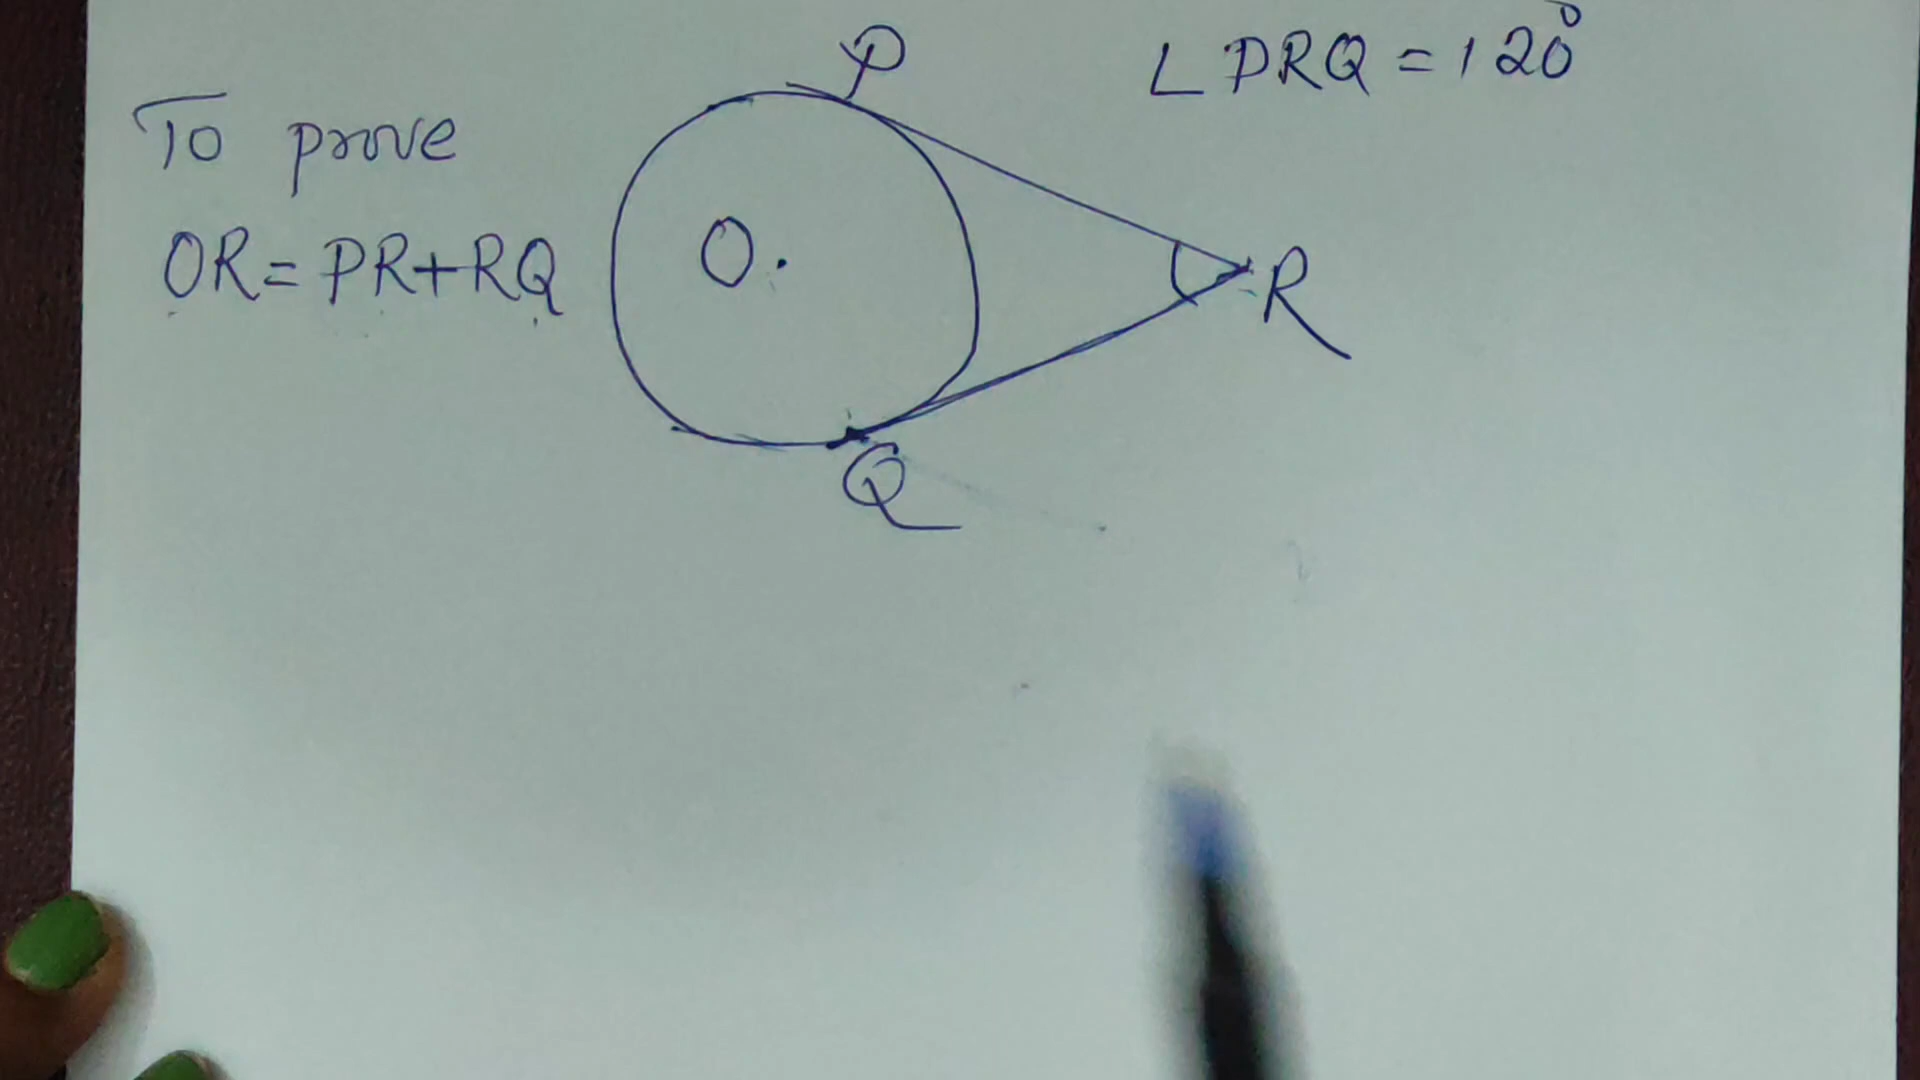 P
∠PRQ = 120°
To prove
OR = PR+RQ
O
R
Q